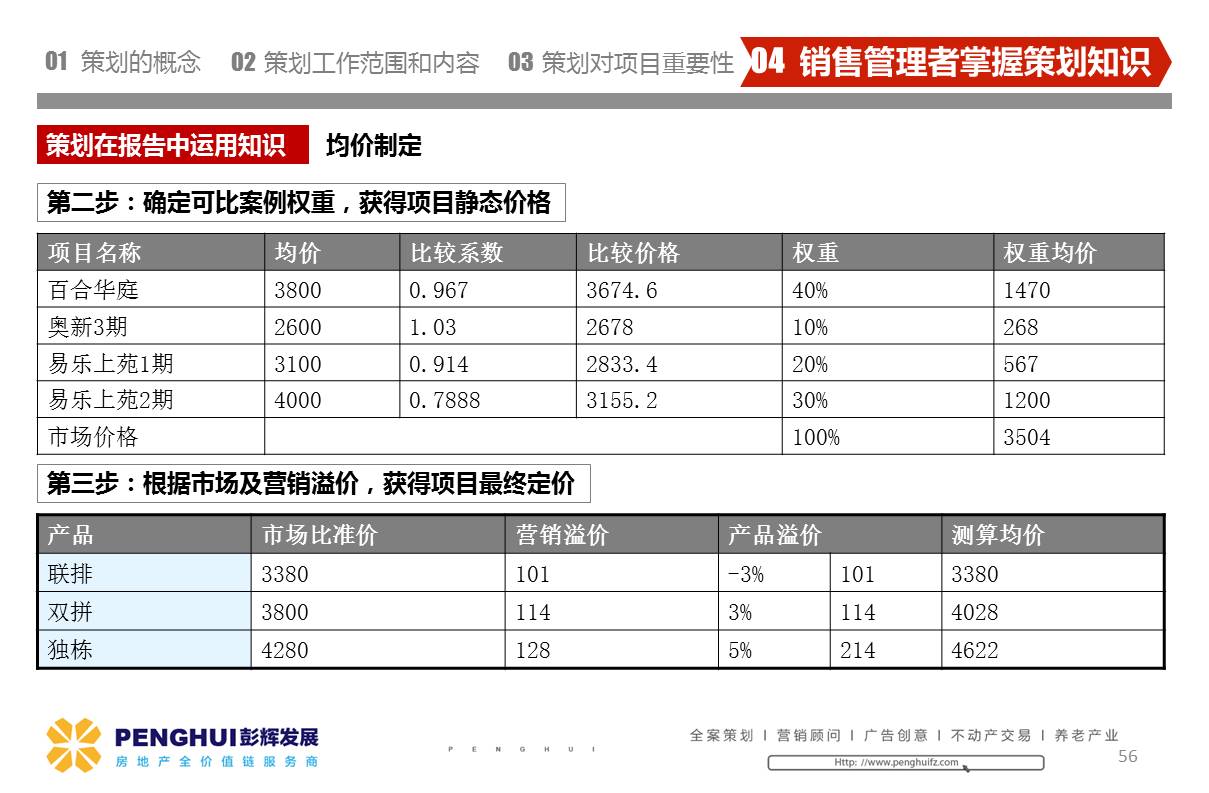 01 策划的概念 02 策划工作范围和内容 03 策划对项目重要性 04 销售管理者掌握策划知识
策划在报告中运用知识 均价制定
第二步：确定可比案例权重，获得项目静态价格
项目名称 均价 比较系数 比较价格 权重 权重均价
百合华庭 3800 0.967 3674.6 40% 1470
奥新3期 2600 1.03 2678 10% 268
易乐上苑1期 3100 0.914 2833.4 20% 567
易乐上苑2期 4000 0.7888 3155.2 30% 1200
市场价格 100% 3504
第三步：根据市场及营销溢价，获得项目最终定价
产品 市场比准价 营销溢价 产品溢价 测算均价
联排 3380 101 -3% 101 3380
双拼 3800 114 3% 114 4028
独栋 4280 128 5% 214 4622
PENGHUI彭辉发展
房地产全价值链服务商
PENGHUI
全案策划 I 营销顾问 I 广告创意 I 不动产交易 I 养老产业
Http: //www.penghuifz.com
56